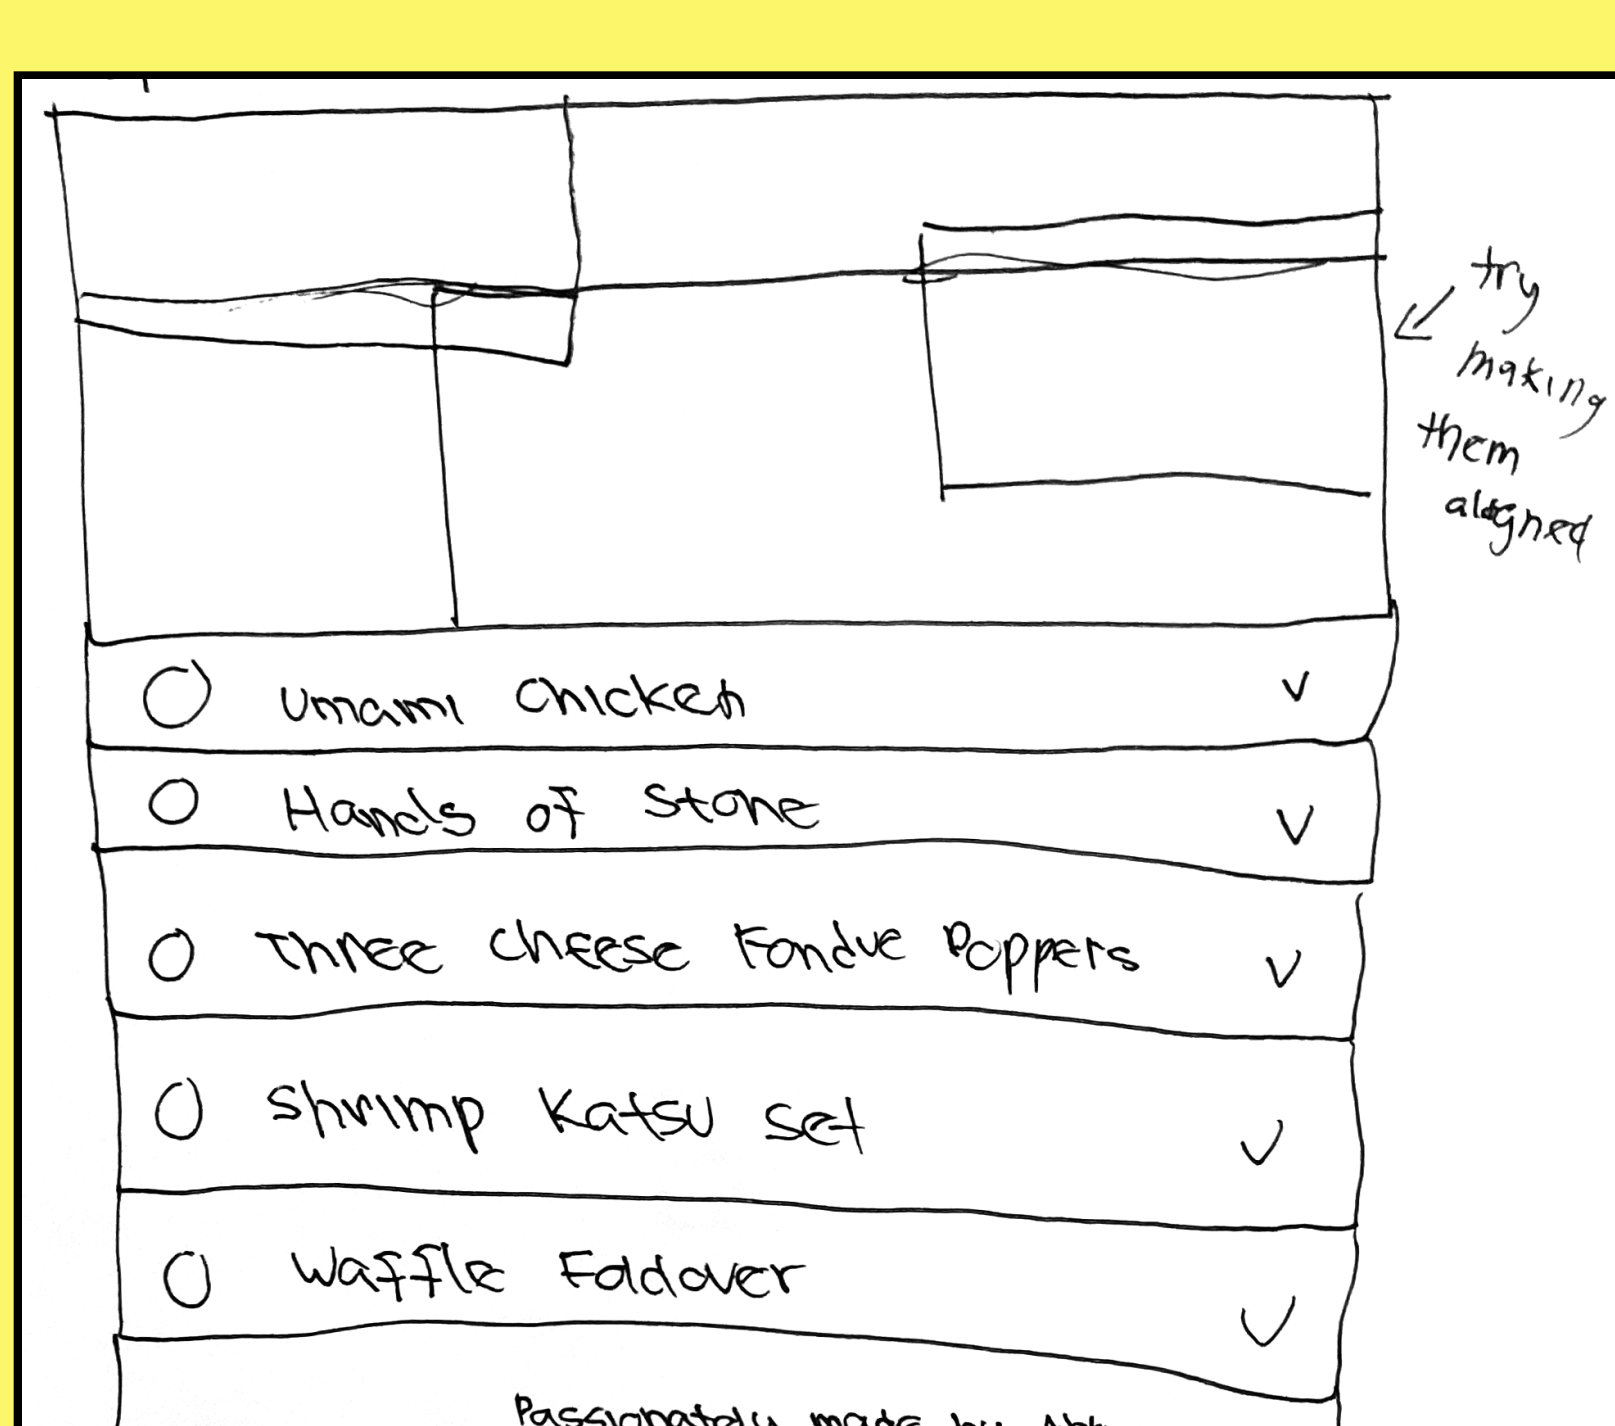 try
making
them
aligned
Umami Chicken v
Hands of Stone v
Three Cheese Fondue Poppers v
Shrimp Katsu Set v
Waffle Foldover v
Passionately made by